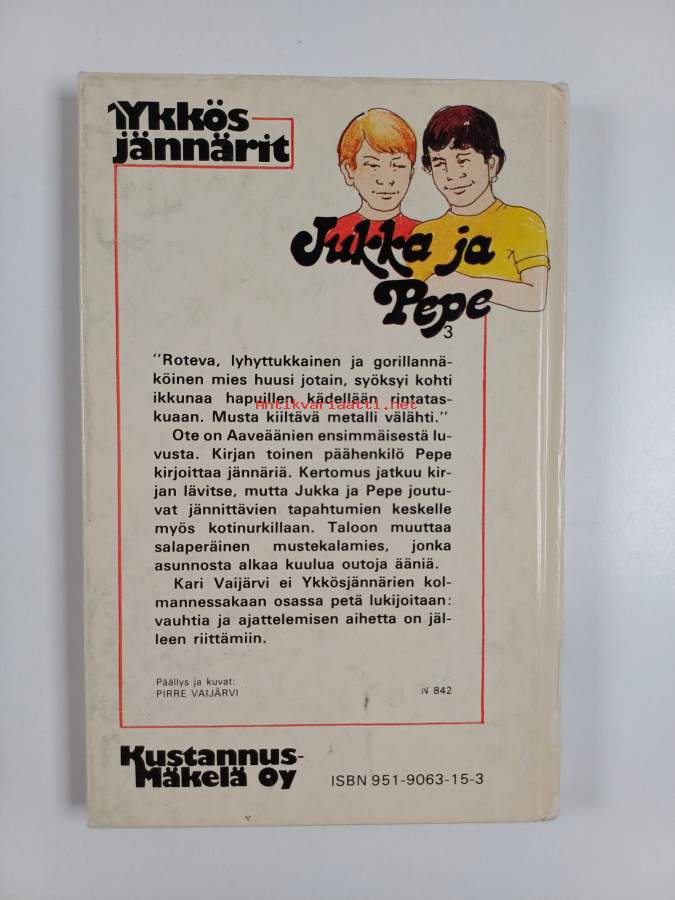 Ykkös
jännärit
Jukka ja
Pepe
3
"Roteva, lyhyttukkainen ja gorillannä-
köinen mies huusi jotain, syöksyi kohti
ikkunaa hapuillen kädellään rintatas-
Antikvariaatti.net
kuaan. Musta kiiltävä metalli välähti."
Ote on Aaveäänien ensimmäisestä lu-
vusta. Kirjan toinen päähenkilö Pepe
kirjoittaa jännäriä. Kertomus jatkuu kir-
jan lävitse, mutta Jukka ja Pepe joutu-
vat jännittävien tapahtumien keskelle
myös kotinurkillaan. Taloon muuttaa
salaperäinen mustekalamies, jonka
asunnosta alkaa kuulua outoja ääniä.
Kari Vaijärvi ei Ykkösjännärien kol-
mannessakaan osassa petä lukijoitaan:
vauhtia ja ajattelemisen aihetta on jäl-
leen riittämiin.
Päällys ja kuvat:
PIRRE VAIJÄRVI
N 842
Kustannus-
Mäkelä Oy
ISBN 951-9063-15-3